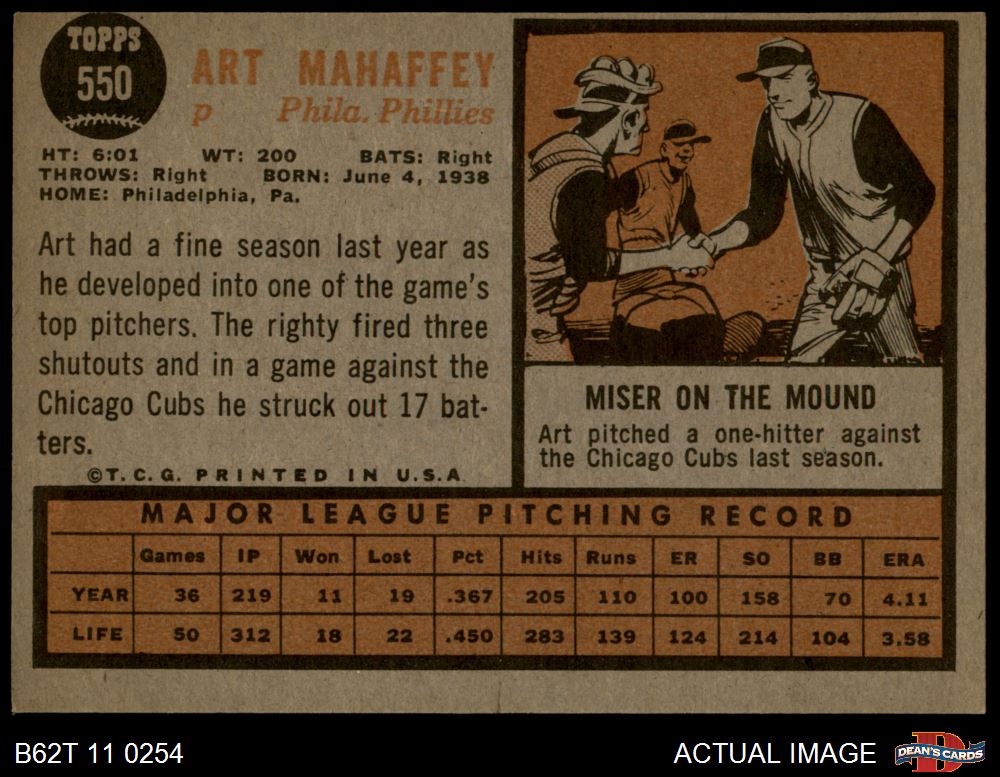 TOPPS
550
ART MAHAFFEY
p Phila. Phillies
HT: 6:01 WT: 200 BATS: Right
THROWS: Right BORN: June 4, 1938
HOME: Philadelphia, Pa.
Art had a fine season last year as
he developed into one of the game's
top pitchers. The righty fired three
shutouts and in a game against the
Chicago Cubs he struck out 17 bat-
ters.
©T.C.G. PRINTED IN U.S.A.
MISER ON THE MOUND
Art pitched a one-hitter against
the Chicago Cubs last season.
MAJOR LEAGUE PITCHING RECORD
Games IP Won Lost Pct Hits Runs ER SO BB ERA
YEAR 36 219 11 19 .367 205 110 100 158 70 4.11
LIFE 50 312 18 22 .450 283 139 124 214 104 3.58
B62T 11 0254 ACTUAL IMAGE DEAN'S CARDS